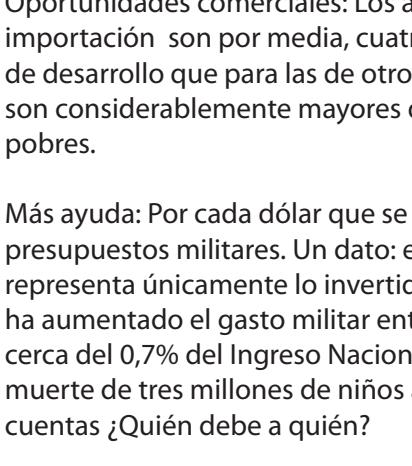 Oportunidades comerciales: Los a
importación son por media, cuatr
de desarrollo que para las de otro
son considerablemente mayores
pobres.
Más ayuda: Por cada dólar que se
presupuestos militares. Un dato: e
representa únicamente lo invertid
ha aumentado el gasto militar ent
cerca del 0,7% del Ingreso Nacion
muerte de tres millones de niños
cuentas ¿Quién debe a quién?